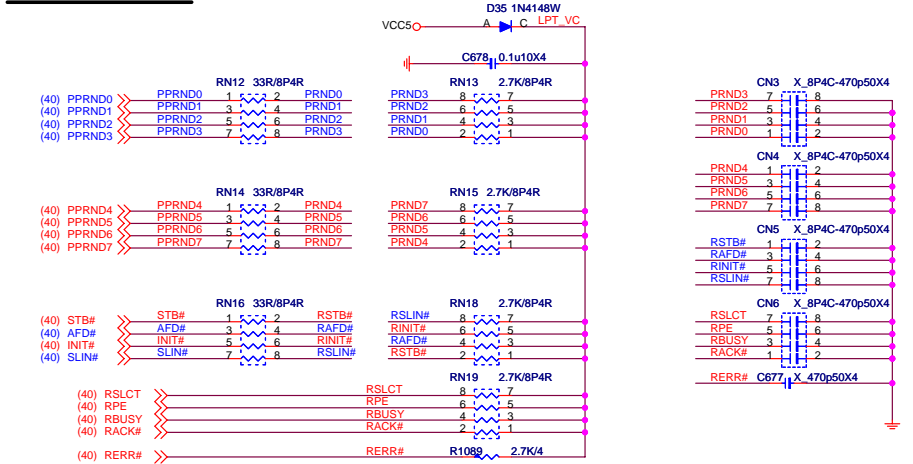 D35 1N4148W
VCC5 A C LPT_VC
C678 0.1u10X4
RN12 33R/8P4R RN13 2.7K/8P4R CN3 X_8P4C-470p50X4
(40) PPRND0 PPRND0 1 2 PRND0 PRND3 8 7 PRND3 7 8
(40) PPRND1 PPRND1 3 4 PRND1 PRND2 6 5 PRND2 5 6
(40) PPRND2 PPRND2 5 6 PRND2 PRND1 4 3 PRND1 3 4
(40) PPRND3 PPRND3 7 8 PRND3 PRND0 2 1 PRND0 1 2
CN4 X_8P4C-470p50X4
PRND4 1 2
PRND5 3 4
PRND6 5 6
PRND7 7 8
RN14 33R/8P4R RN15 2.7K/8P4R
(40) PPRND4 PPRND4 1 2 PRND4 PRND7 8 7
(40) PPRND5 PPRND5 3 4 PRND5 PRND6 6 5
(40) PPRND6 PPRND6 5 6 PRND6 PRND5 4 3
(40) PPRND7 PPRND7 7 8 PRND7 PRND4 2 1
CN5 X_8P4C-470p50X4
RSTB# 1 2
RAFD# 3 4
RINIT# 5 6
RSLIN# 7 8
RN16 33R/8P4R RN18 2.7K/8P4R CN6 X_8P4C-470p50X4
(40) STB# STB# 1 2 RSTB# RSLIN# 8 7 RSLCT 7 8
(40) AFD# AFD# 3 4 RAFD# RINIT# 6 5 RPE 5 6
(40) INIT# INIT# 5 6 RINIT# RAFD# 4 3 RBUSY 3 4
(40) SLIN# SLIN# 7 8 RSLIN# RSTB# 2 1 RACK# 1 2
RN19 2.7K/8P4R RERR# C677 X_470p50X4
(40) RSLCT RSLCT 8 7
(40) RPE RPE 6 5
(40) RBUSY RBUSY 4 3
(40) RACK# RACK# 2 1
(40) RERR# RERR# R1089 2.7K/4